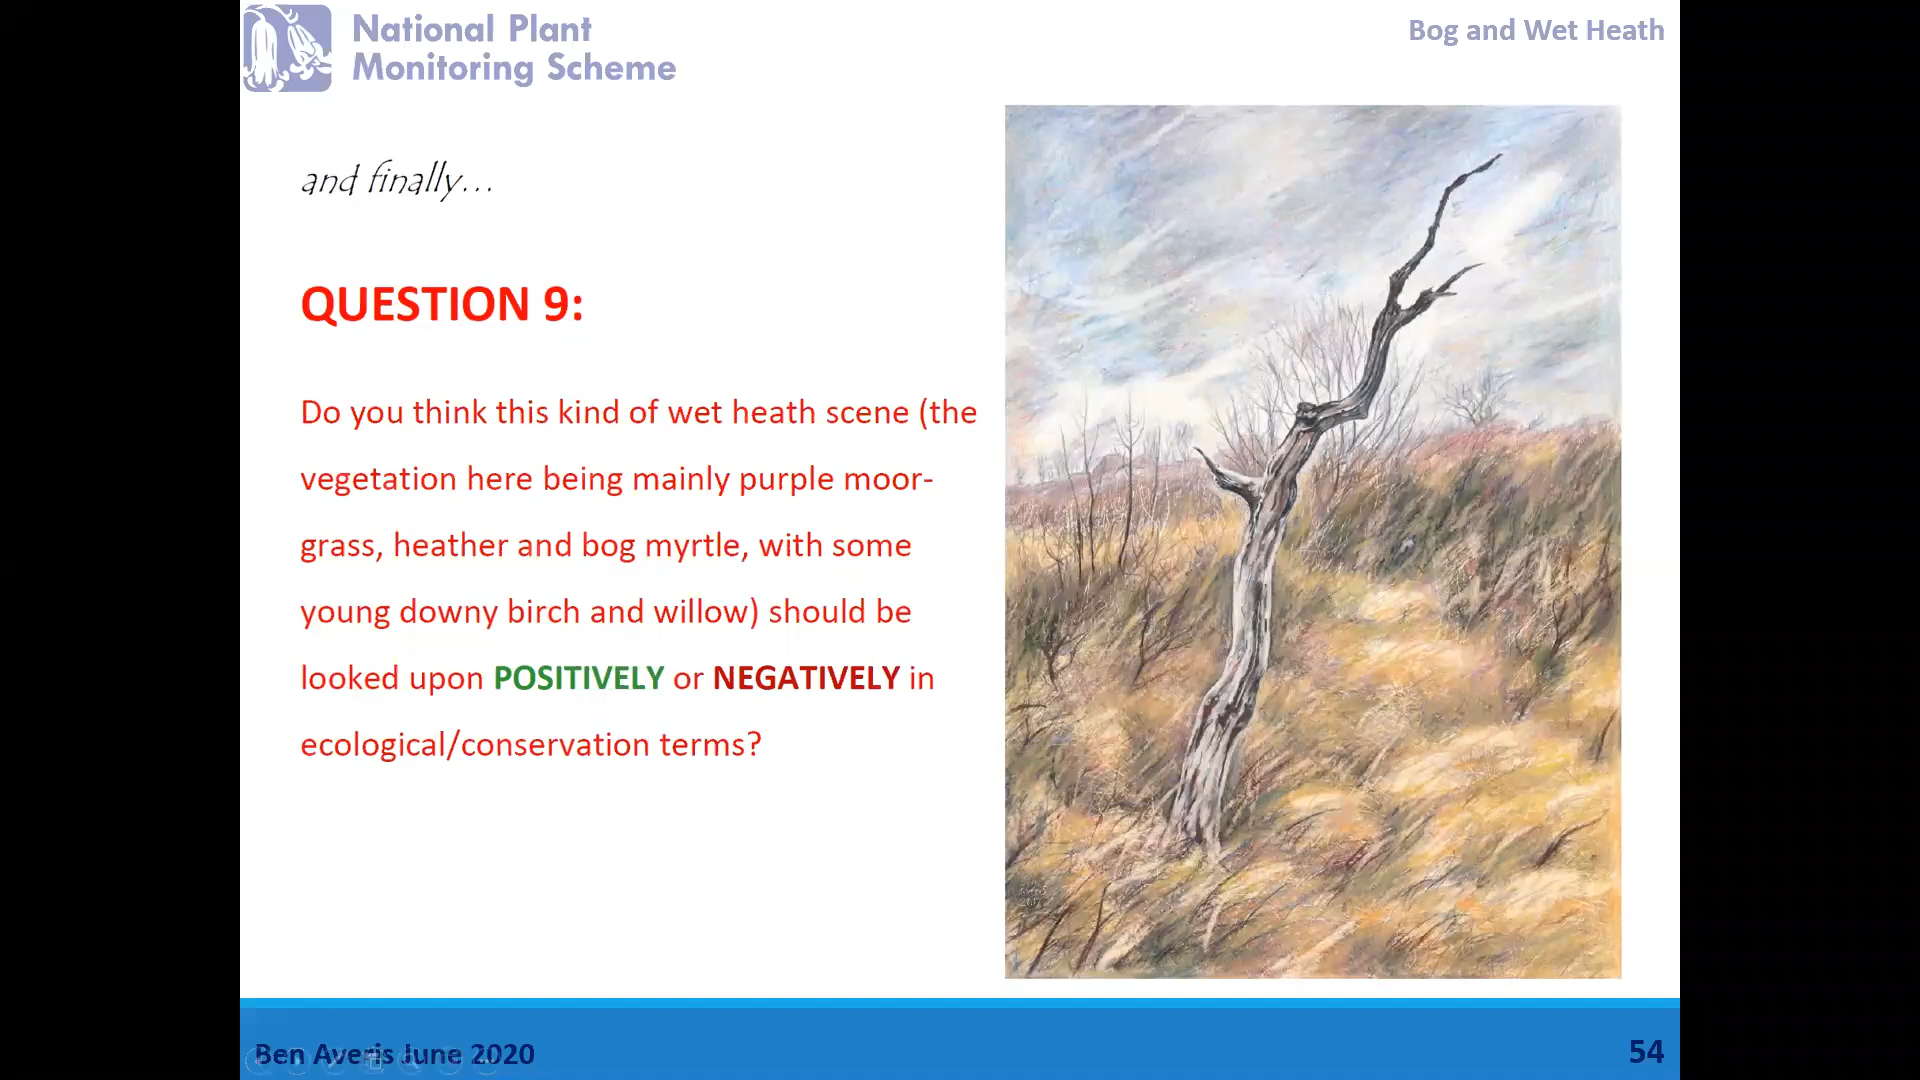 National Plant
Monitoring Scheme
Bog and Wet Heath
and finally...
QUESTION 9:
Do you think this kind of wet heath scene (the
vegetation here being mainly purple moor-
grass, heather and bog myrtle, with some
young downy birch and willow) should be
looked upon POSITIVELY or NEGATIVELY in
ecological/conservation terms?
Ben Averis June 2020
54